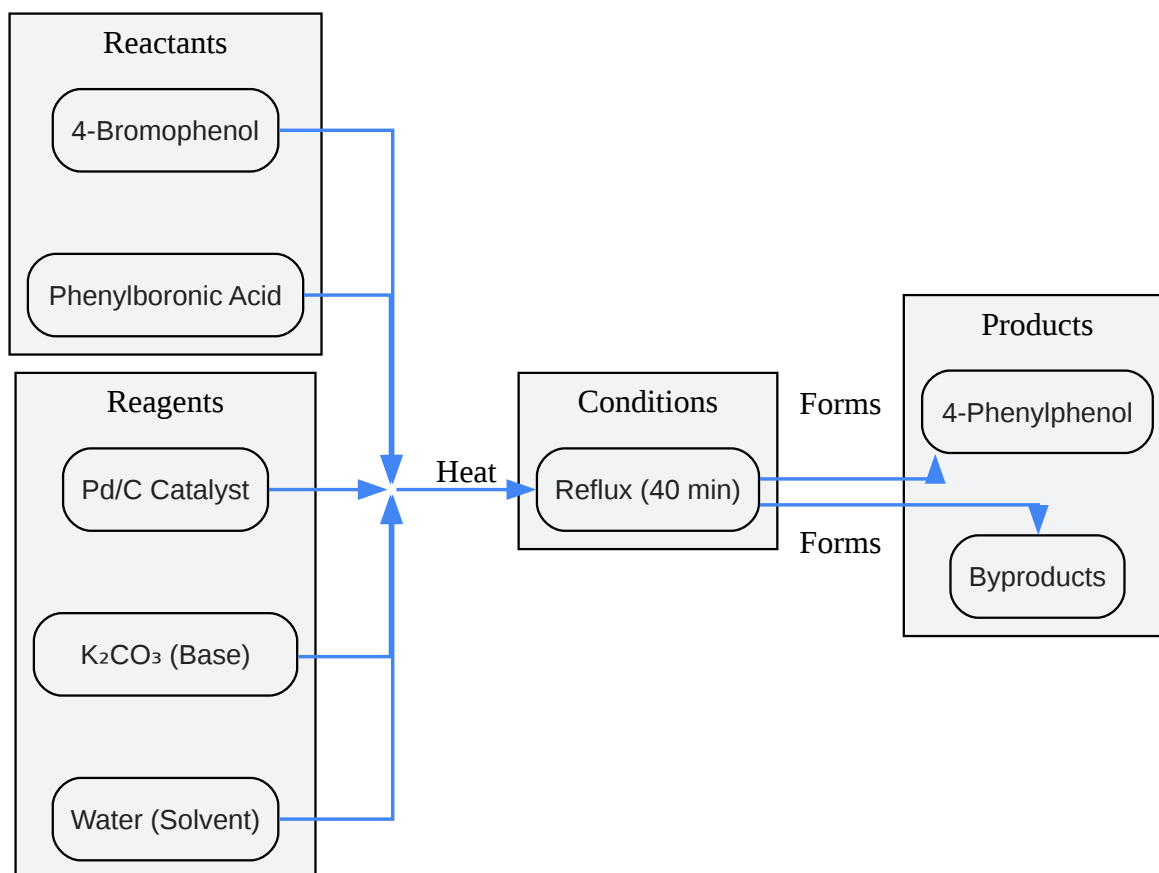 Reactants
4-Bromophenol
Phenylboronic Acid
Reagents
Pd/C Catalyst
K₂CO₃ (Base)
Water (Solvent)
Heat
Conditions
Reflux (40 min)
Forms
Forms
Products
4-Phenylphenol
Byproducts